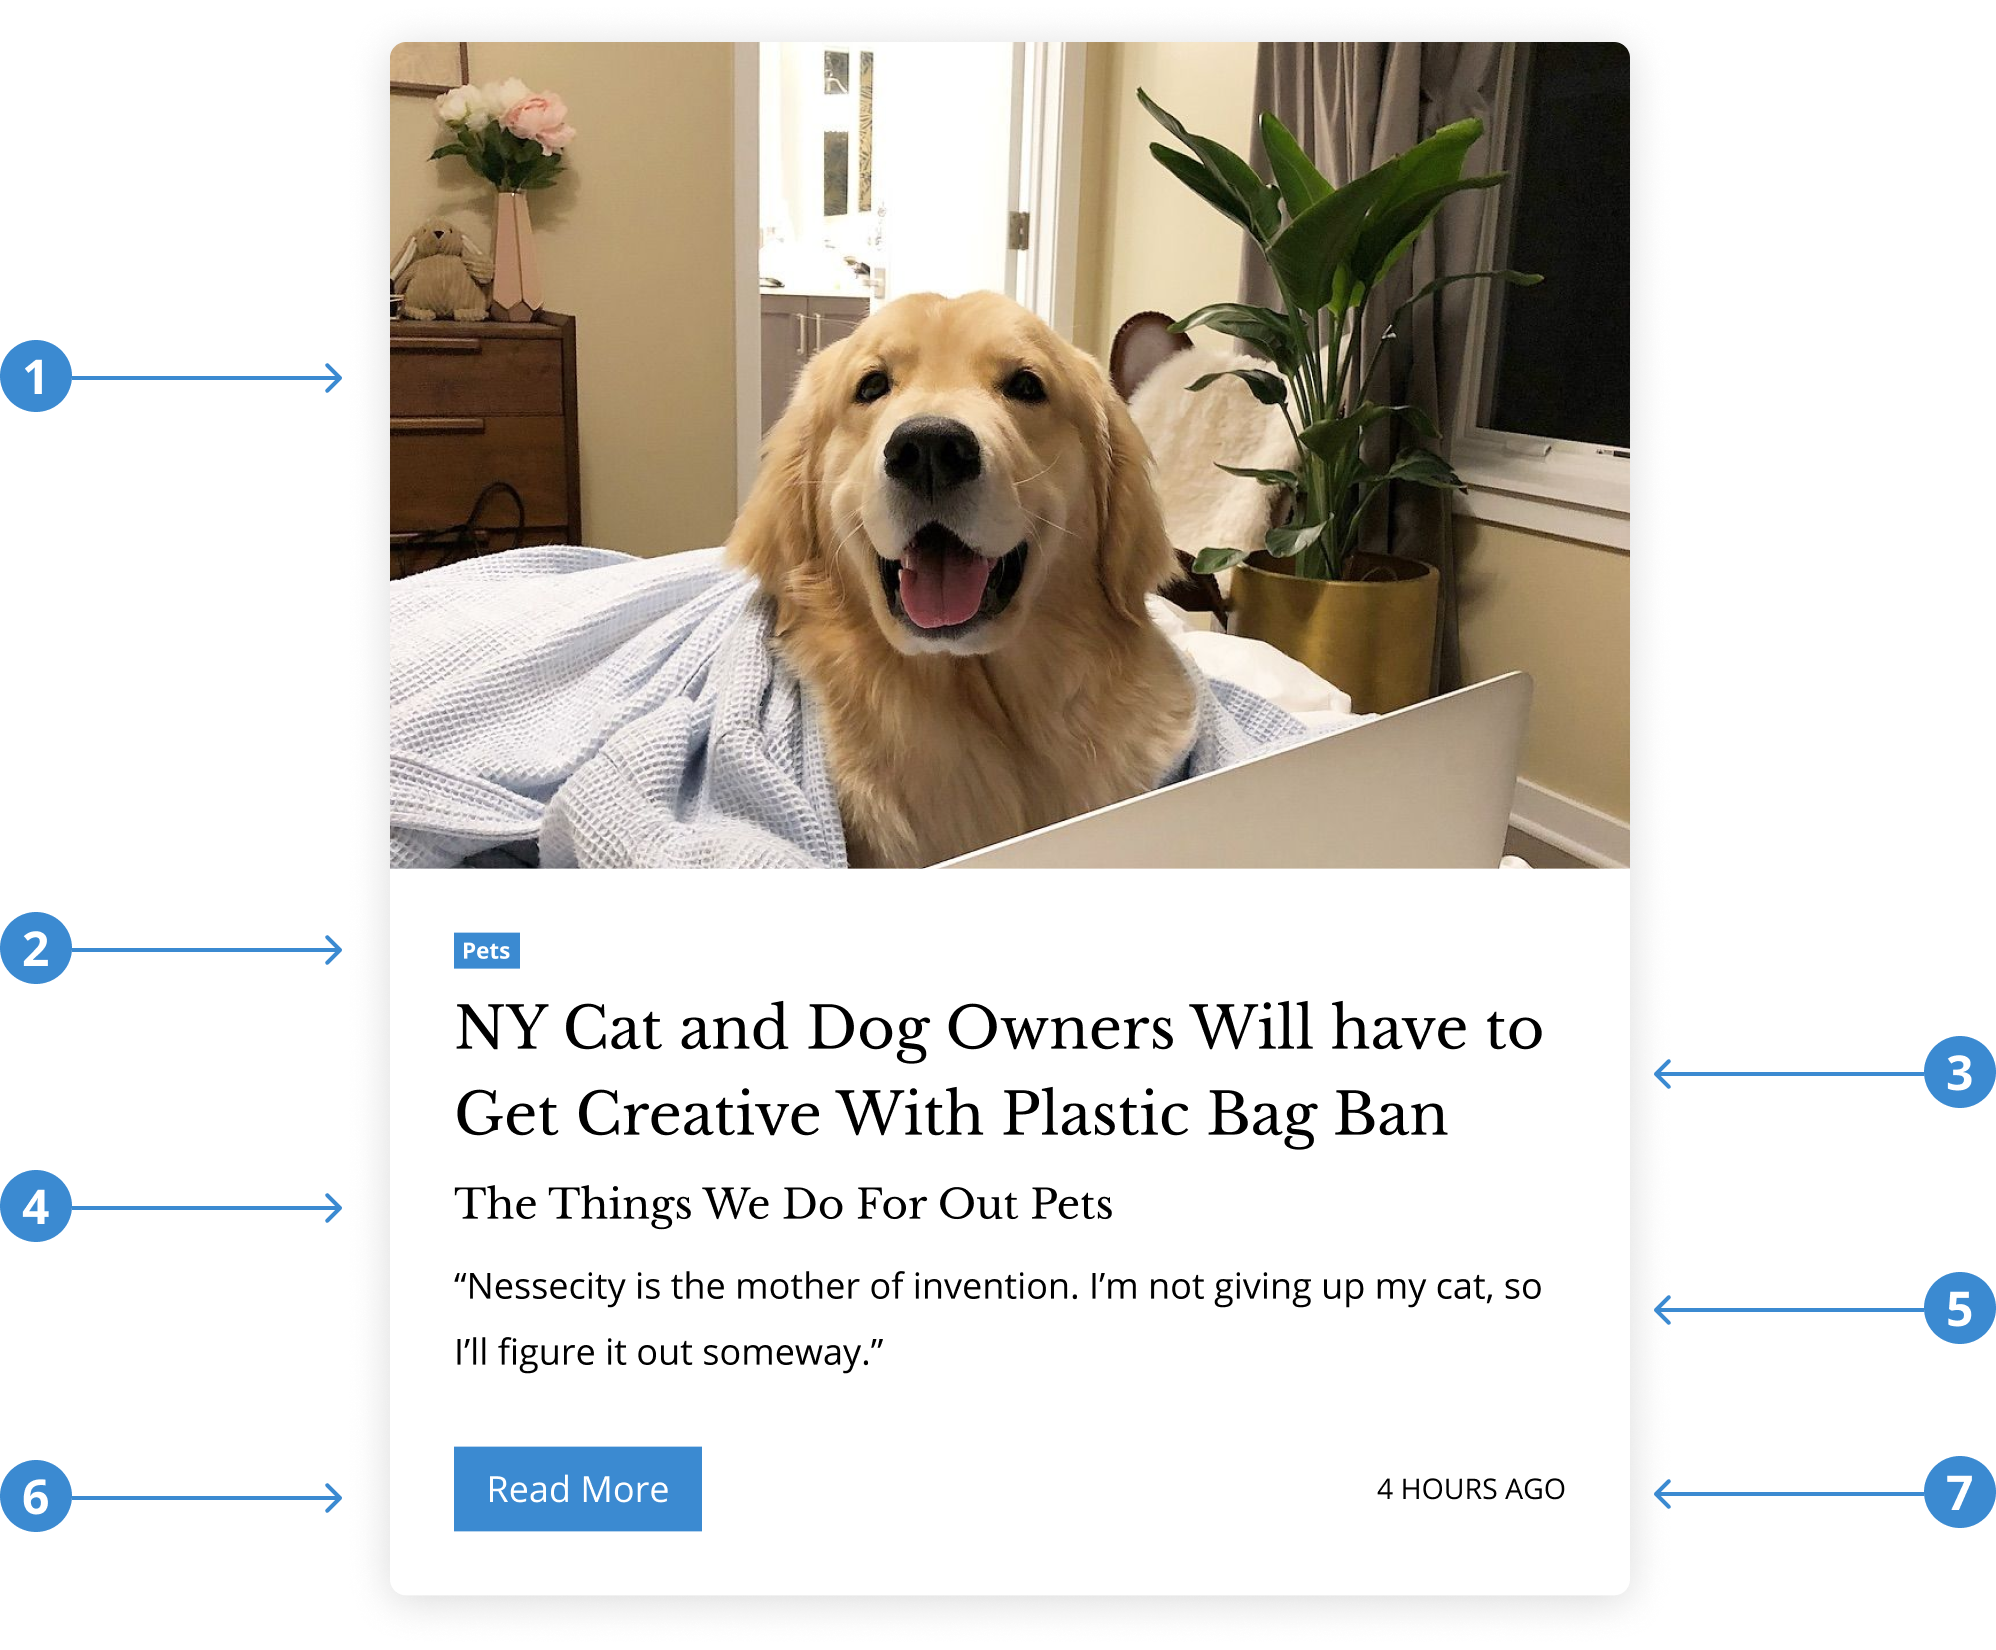 1
2
Pets
NY Cat and Dog Owners Will have to
3
Get Creative With Plastic Bag Ban
4
The Things We Do For Out Pets
“Nessecity is the mother of invention. I’m not giving up my cat, so
5
I’ll figure it out someway.”
6
Read More
4 HOURS AGO
7